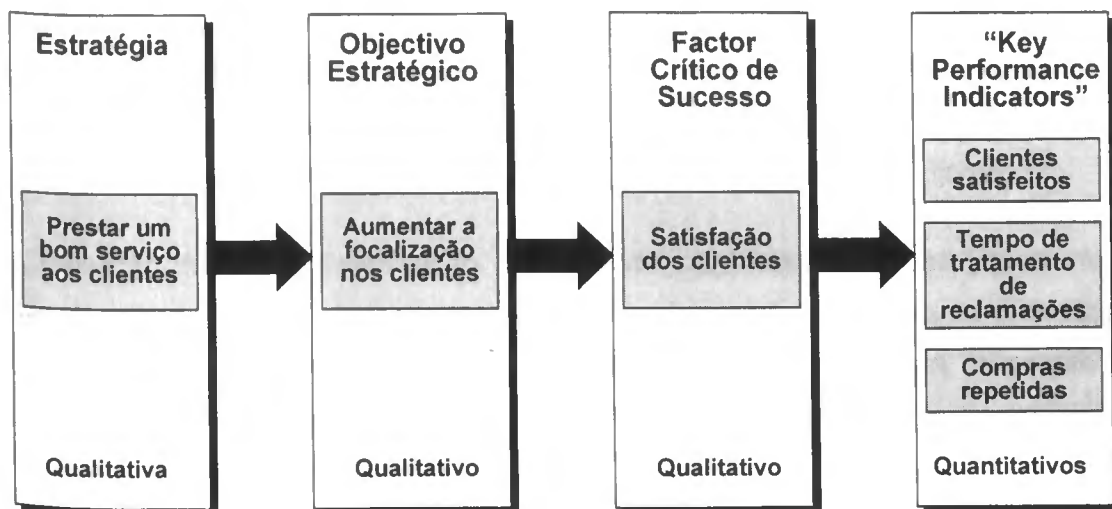 Estratégia
Prestar um
bom serviço
aos clientes
Qualitativa
Objectivo
Estratégico
Aumentar a
focalização
nos clientes
Qualitativo
Factor
Crítico de
Sucesso
Satisfação
dos clientes
Qualitativo
“Key
Performance
Indicators”
Clientes
satisfeitos
Tempo de
tratamento
de
reclamações
Compras
repetidas
Quantitativos